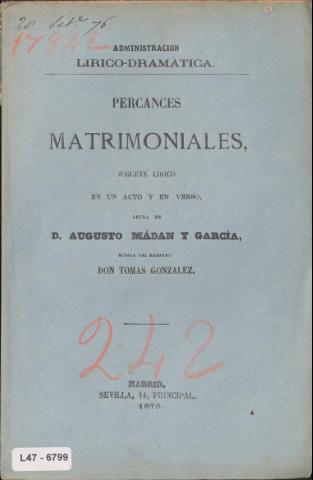 20 Set.e 76
17842
ADMINISTRACION
LIRICO-DRAMATICA.
PERCANCES
MATRIMONIALES,
JUGUETE LÍRICO
EN UN ACTO Y EN VERSO,
LETRA DE
D. AUGUSTO MÁDAN Y GARCÍA,
MÚSICA DEL MAESTRO
DON TOMAS GONZALEZ.
242
MADRID.
SEVILLA, 14, PRINCIPAL.
1876.
L47 - 6799